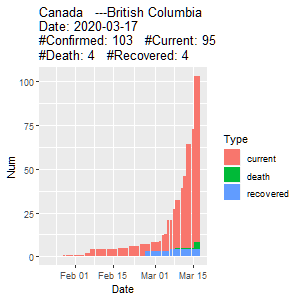 Canada ---British Columbia
Date: 2020-03-17
#Confirmed: 103 #Current: 95
#Death: 4 #Recovered: 4
100
75
50
25
0
Num
Feb 01 Feb 15 Mar 01 Mar 15
Date
Type
current
death
recovered